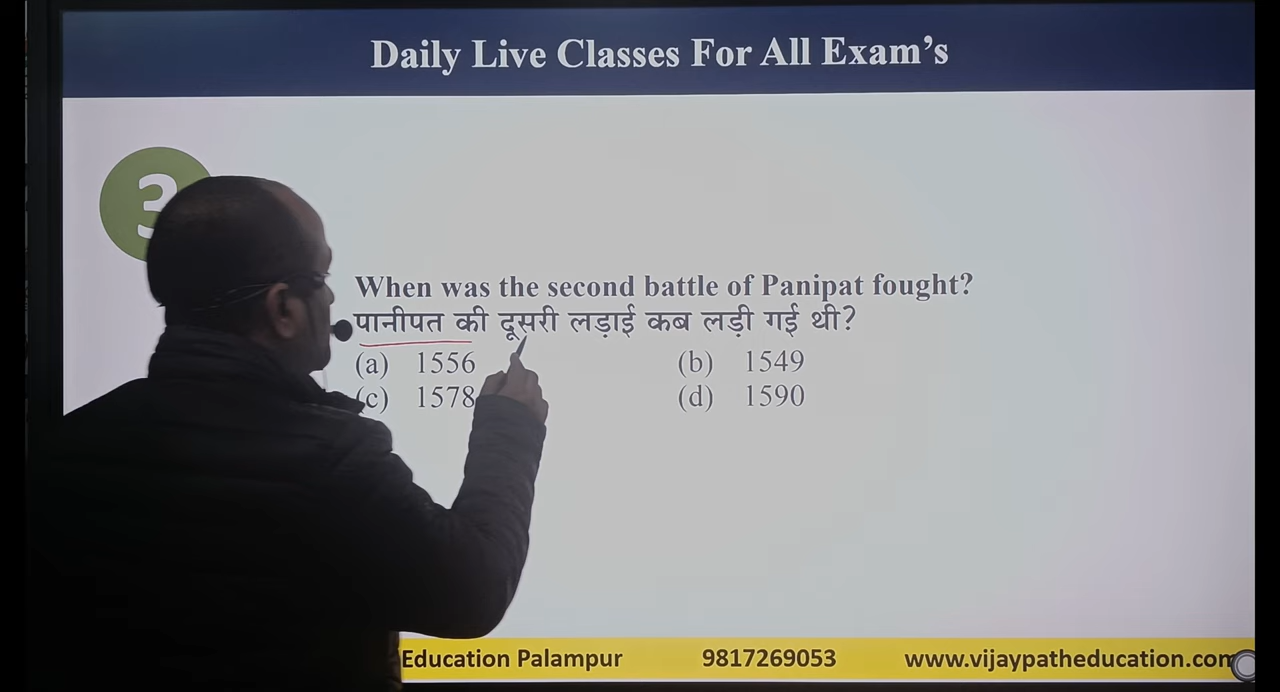 Daily Live Classes For All Exam's
3
When was the second battle of Panipat fought?
पानीपत की दूसरी लड़ाई कब लड़ी गई थी?
(a) 1556 (b) 1549
(c) 1578 (d) 1590
Education Palampur 9817269053 www.vijaypatheducation.com